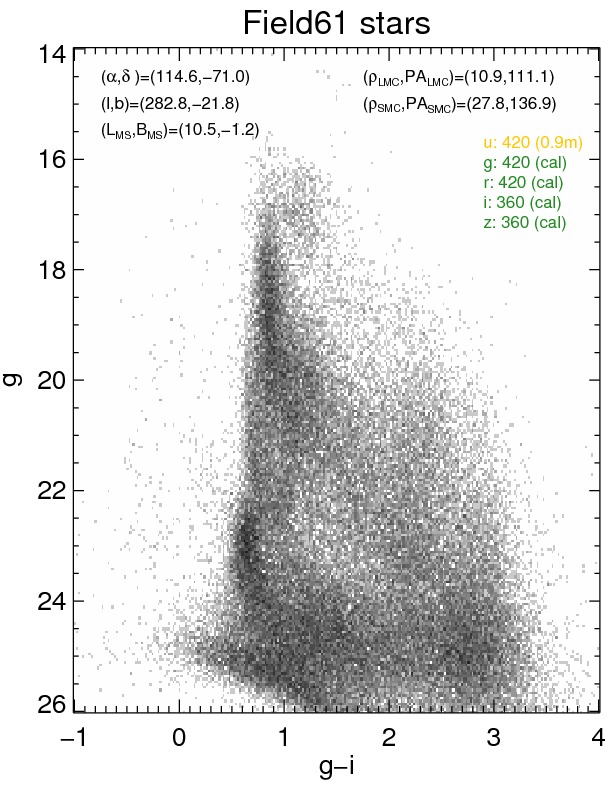 Field61 stars
(α,δ)=(114.6,−71.0)
(l,b)=(282.8,−21.8)
(LMS,BMS)=(10.5,−1.2)
(ρLMC,PALMC)=(10.9,111.1)
(ρSMC,PASMC)=(27.8,136.9)
u: 420 (0.9m)
g: 420 (cal)
r: 420 (cal)
i: 360 (cal)
z: 360 (cal)
14
16
18
20
22
24
26
g
−1 0 1 2 3 4
g−i